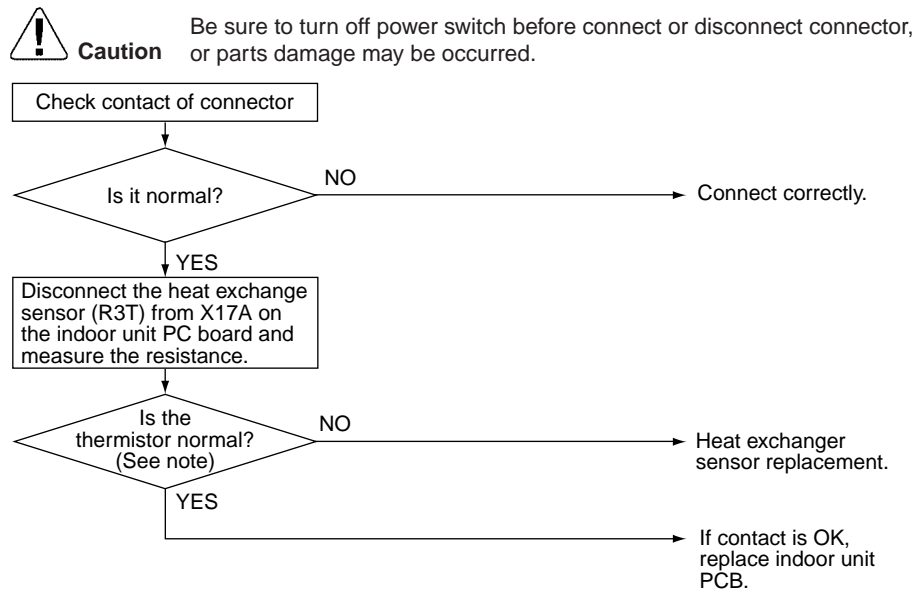 Be sure to turn off power switch before connect or disconnect connector,
Caution or parts damage may be occurred.
Check contact of connector
Is it normal?
NO
Connect correctly.
YES
Disconnect the heat exchange
sensor (R3T) from X17A on
the indoor unit PC board and
measure the resistance.
Is the
thermistor normal?
(See note)
NO
Heat exchanger
sensor replacement.
YES
If contact is OK,
replace indoor unit
PCB.